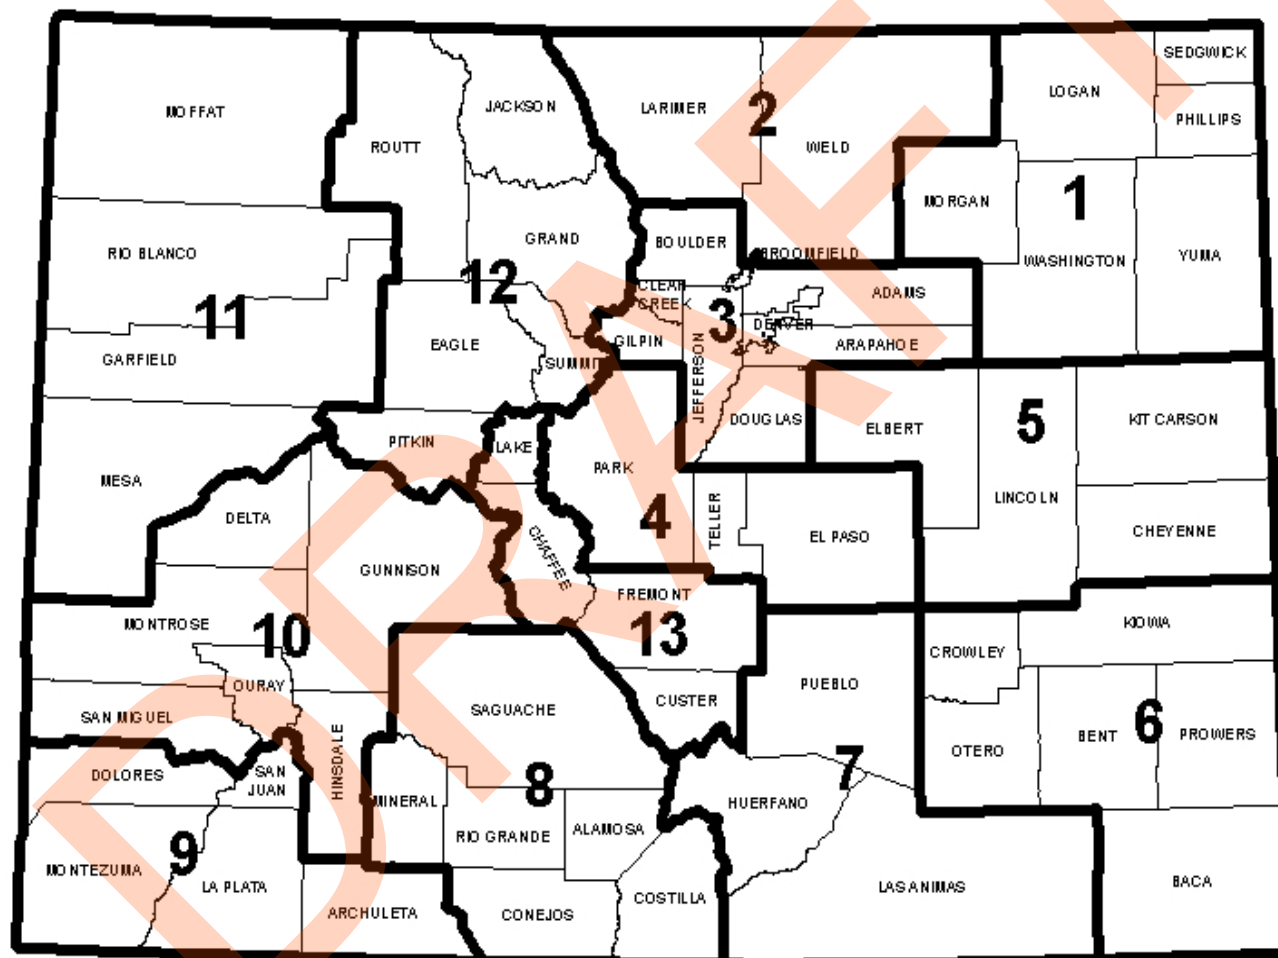 SEDGWICK
MOFFAT
JACKSON
LARIMER
2
LOGAN
PHILLIPS
ROUTT
WELD
MORGAN
1
RIO BLANCO
GRAND
BOULDER
BROOMFIELD
WASHINGTON
YUMA
12
CLEAR
CREEK
ADAMS
11
3
DENVER
GARFIELD
EAGLE
GILPIN
ARAPAHOE
SUMMIT
JEFFERSON
PITKIN
LAKE
DOUGLAS
ELBERT
5
KIT CARSON
MESA
PARK
DELTA
4
TELLER
LINCOLN
EL PASO
CHEYENNE
GUNNISON
CHAFFEE
FREMONT
MONTROSE
10
13
KIOWA
CROWLEY
OURAY
PUEBLO
SAN MIGUEL
SAGUACHE
CUSTER
BENT
6
PROWERS
OTERO
HINSDALE
DOLORES
SAN
JUAN
7
8
MINERAL
HUERFANO
RIO GRANDE
ALAMOSA
9
MONTEZUMA
LA PLATA
LAS ANIMAS
BACA
ARCHULETA
CONEJOS
COSTILLA
DRAFT